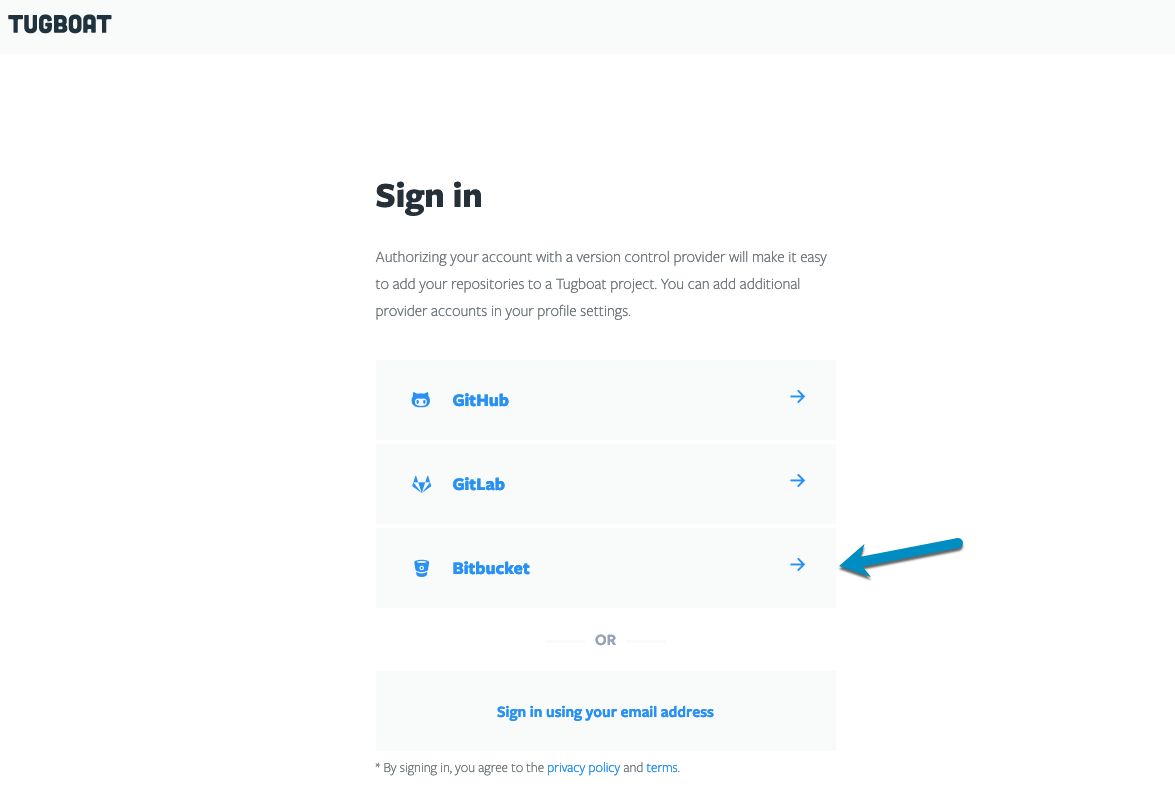 TUGBOAT
Sign in
Authorizing your account with a version control provider will make it easy
to add your repositories to a Tugboat project. You can add additional
provider accounts in your profile settings.
GitHub
GitLab
Bitbucket
OR
Sign in using your email address
* By signing in, you agree to the privacy policy and terms.